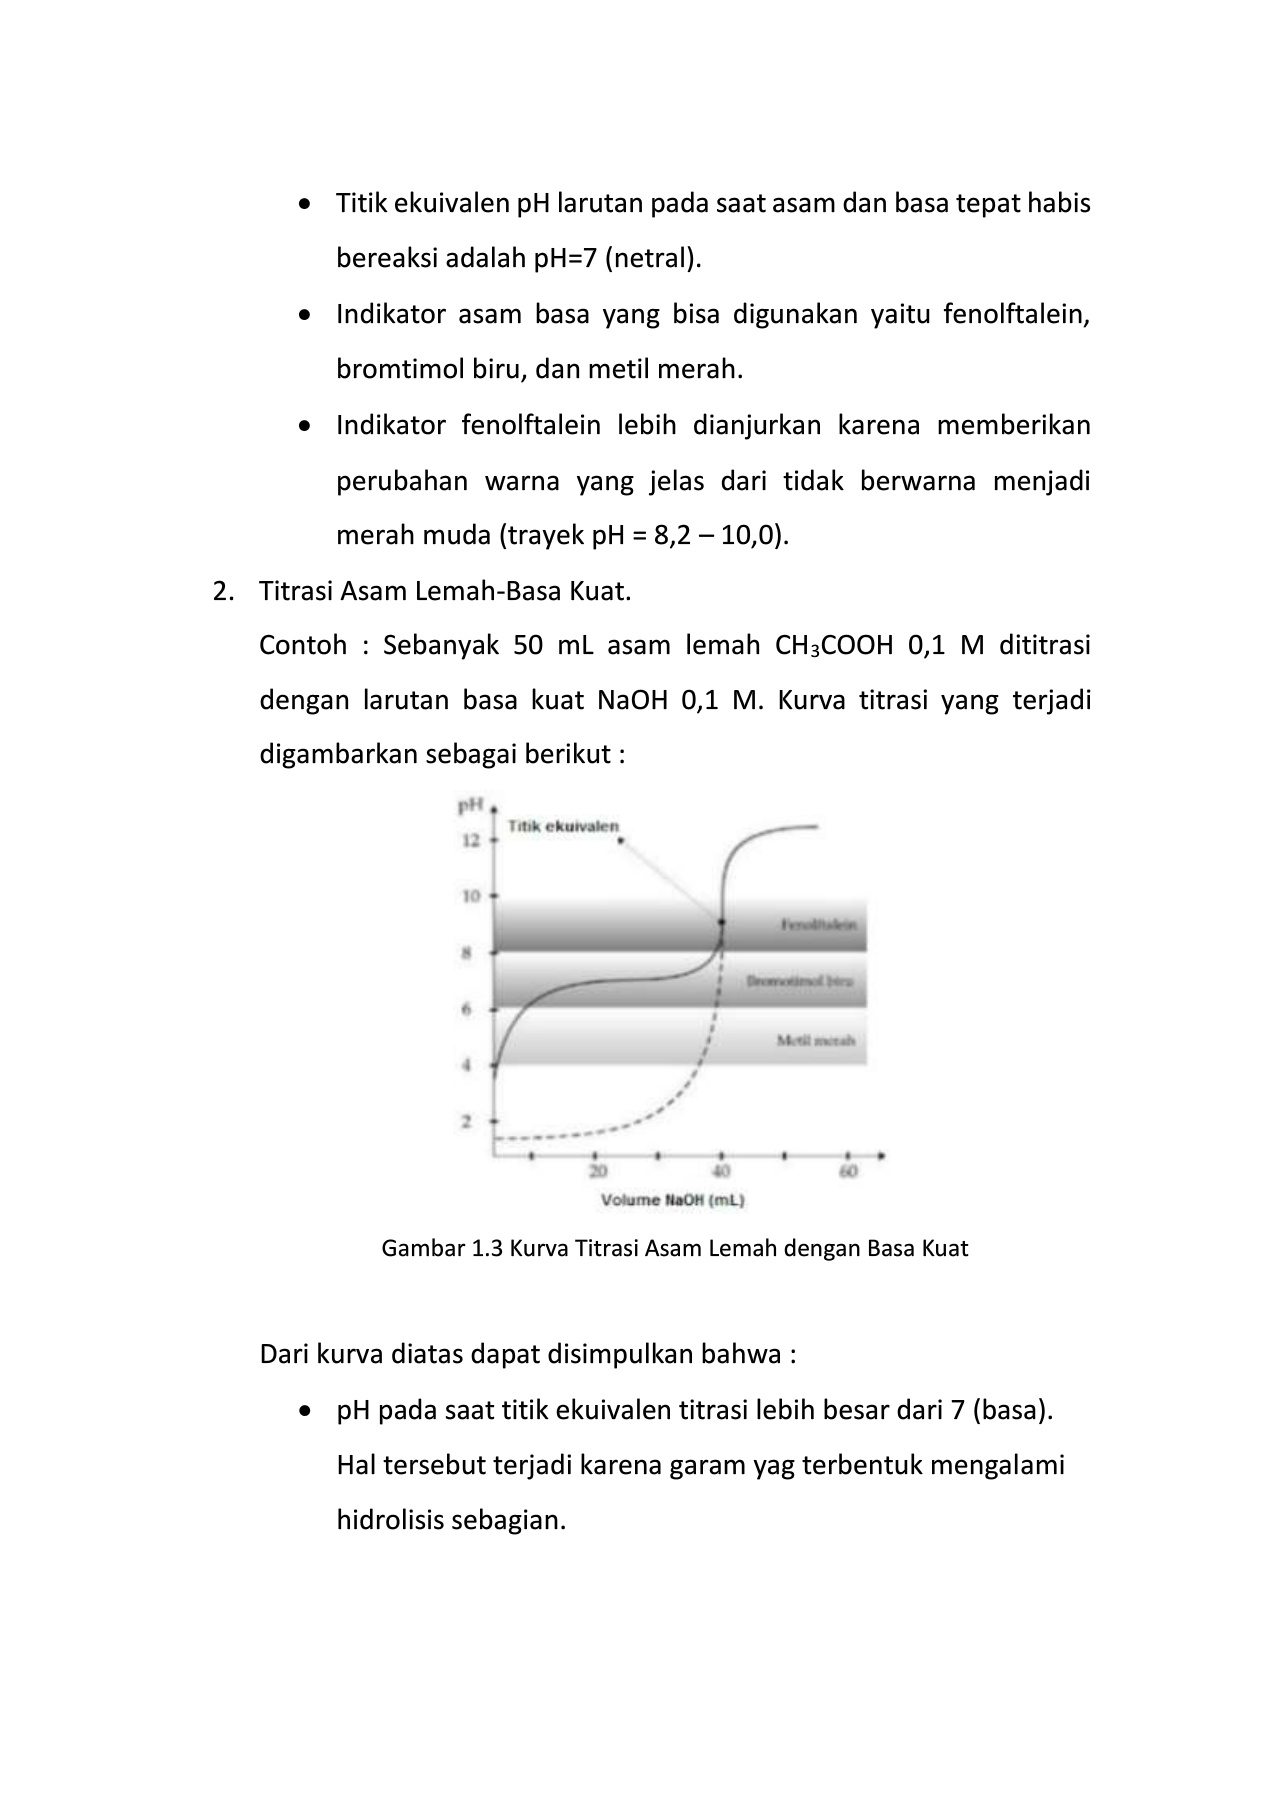 • Titik ekuivalen pH larutan pada saat asam dan basa tepat habis
bereaksi adalah pH=7 (netral).
• Indikator asam basa yang bisa digunakan yaitu fenolftalein,
bromtimol biru, dan metil merah.
• Indikator fenolftalein lebih dianjurkan karena memberikan
perubahan warna yang jelas dari tidak berwarna menjadi
merah muda (trayek pH = 8,2 – 10,0).
2. Titrasi Asam Lemah-Basa Kuat.
Contoh : Sebanyak 50 mL asam lemah CH₃COOH 0,1 M dititrasi
dengan larutan basa kuat NaOH 0,1 M. Kurva titrasi yang terjadi
digambarkan sebagai berikut :
pH
Titik ekuivalen
12
10
Fenolftalein
8
Bromotimol biru
6
Metil merah
4
2
20 40 60
Volume NaOH (mL)
Gambar 1.3 Kurva Titrasi Asam Lemah dengan Basa Kuat
Dari kurva diatas dapat disimpulkan bahwa :
• pH pada saat titik ekuivalen titrasi lebih besar dari 7 (basa).
Hal tersebut terjadi karena garam yag terbentuk mengalami
hidrolisis sebagian.